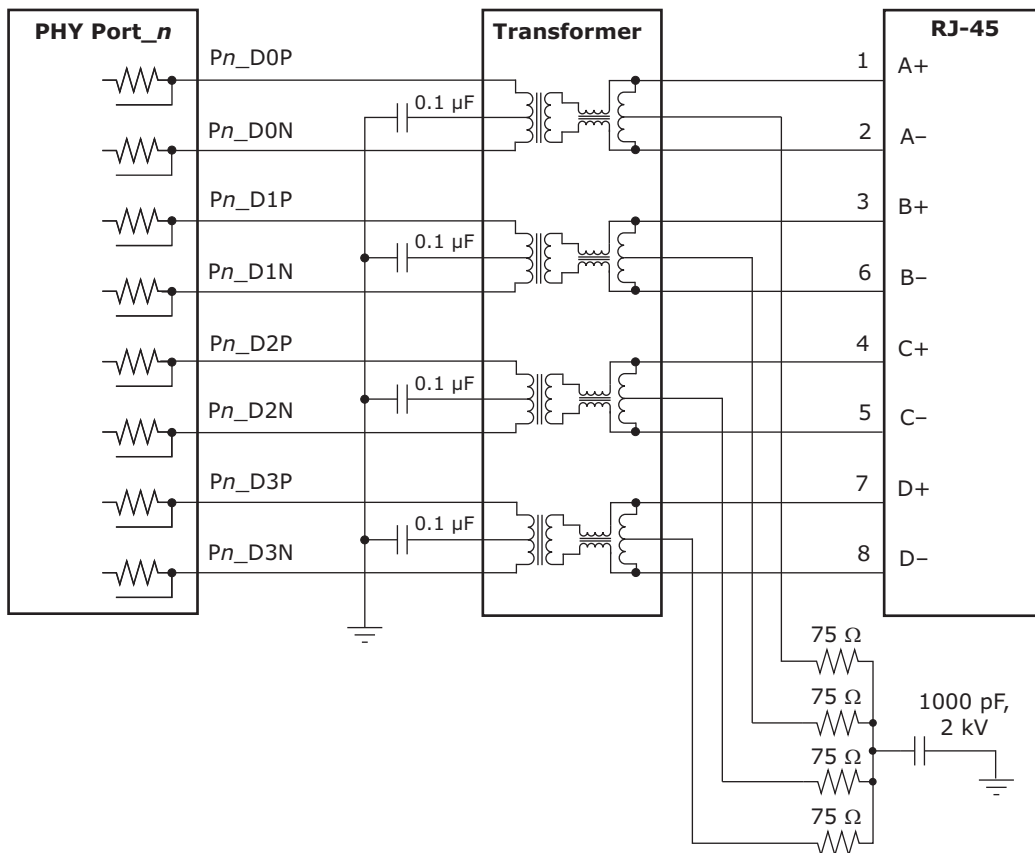 PHY Port_n
Transformer
RJ-45
Pn_D0P
1 A+
0.1 µF
Pn_D0N
2 A–
Pn_D1P
3 B+
0.1 µF
Pn_D1N
6 B–
Pn_D2P
4 C+
0.1 µF
Pn_D2N
5 C–
Pn_D3P
7 D+
0.1 µF
Pn_D3N
8 D–
75 Ω
75 Ω
75 Ω
75 Ω
1000 pF,
2 kV